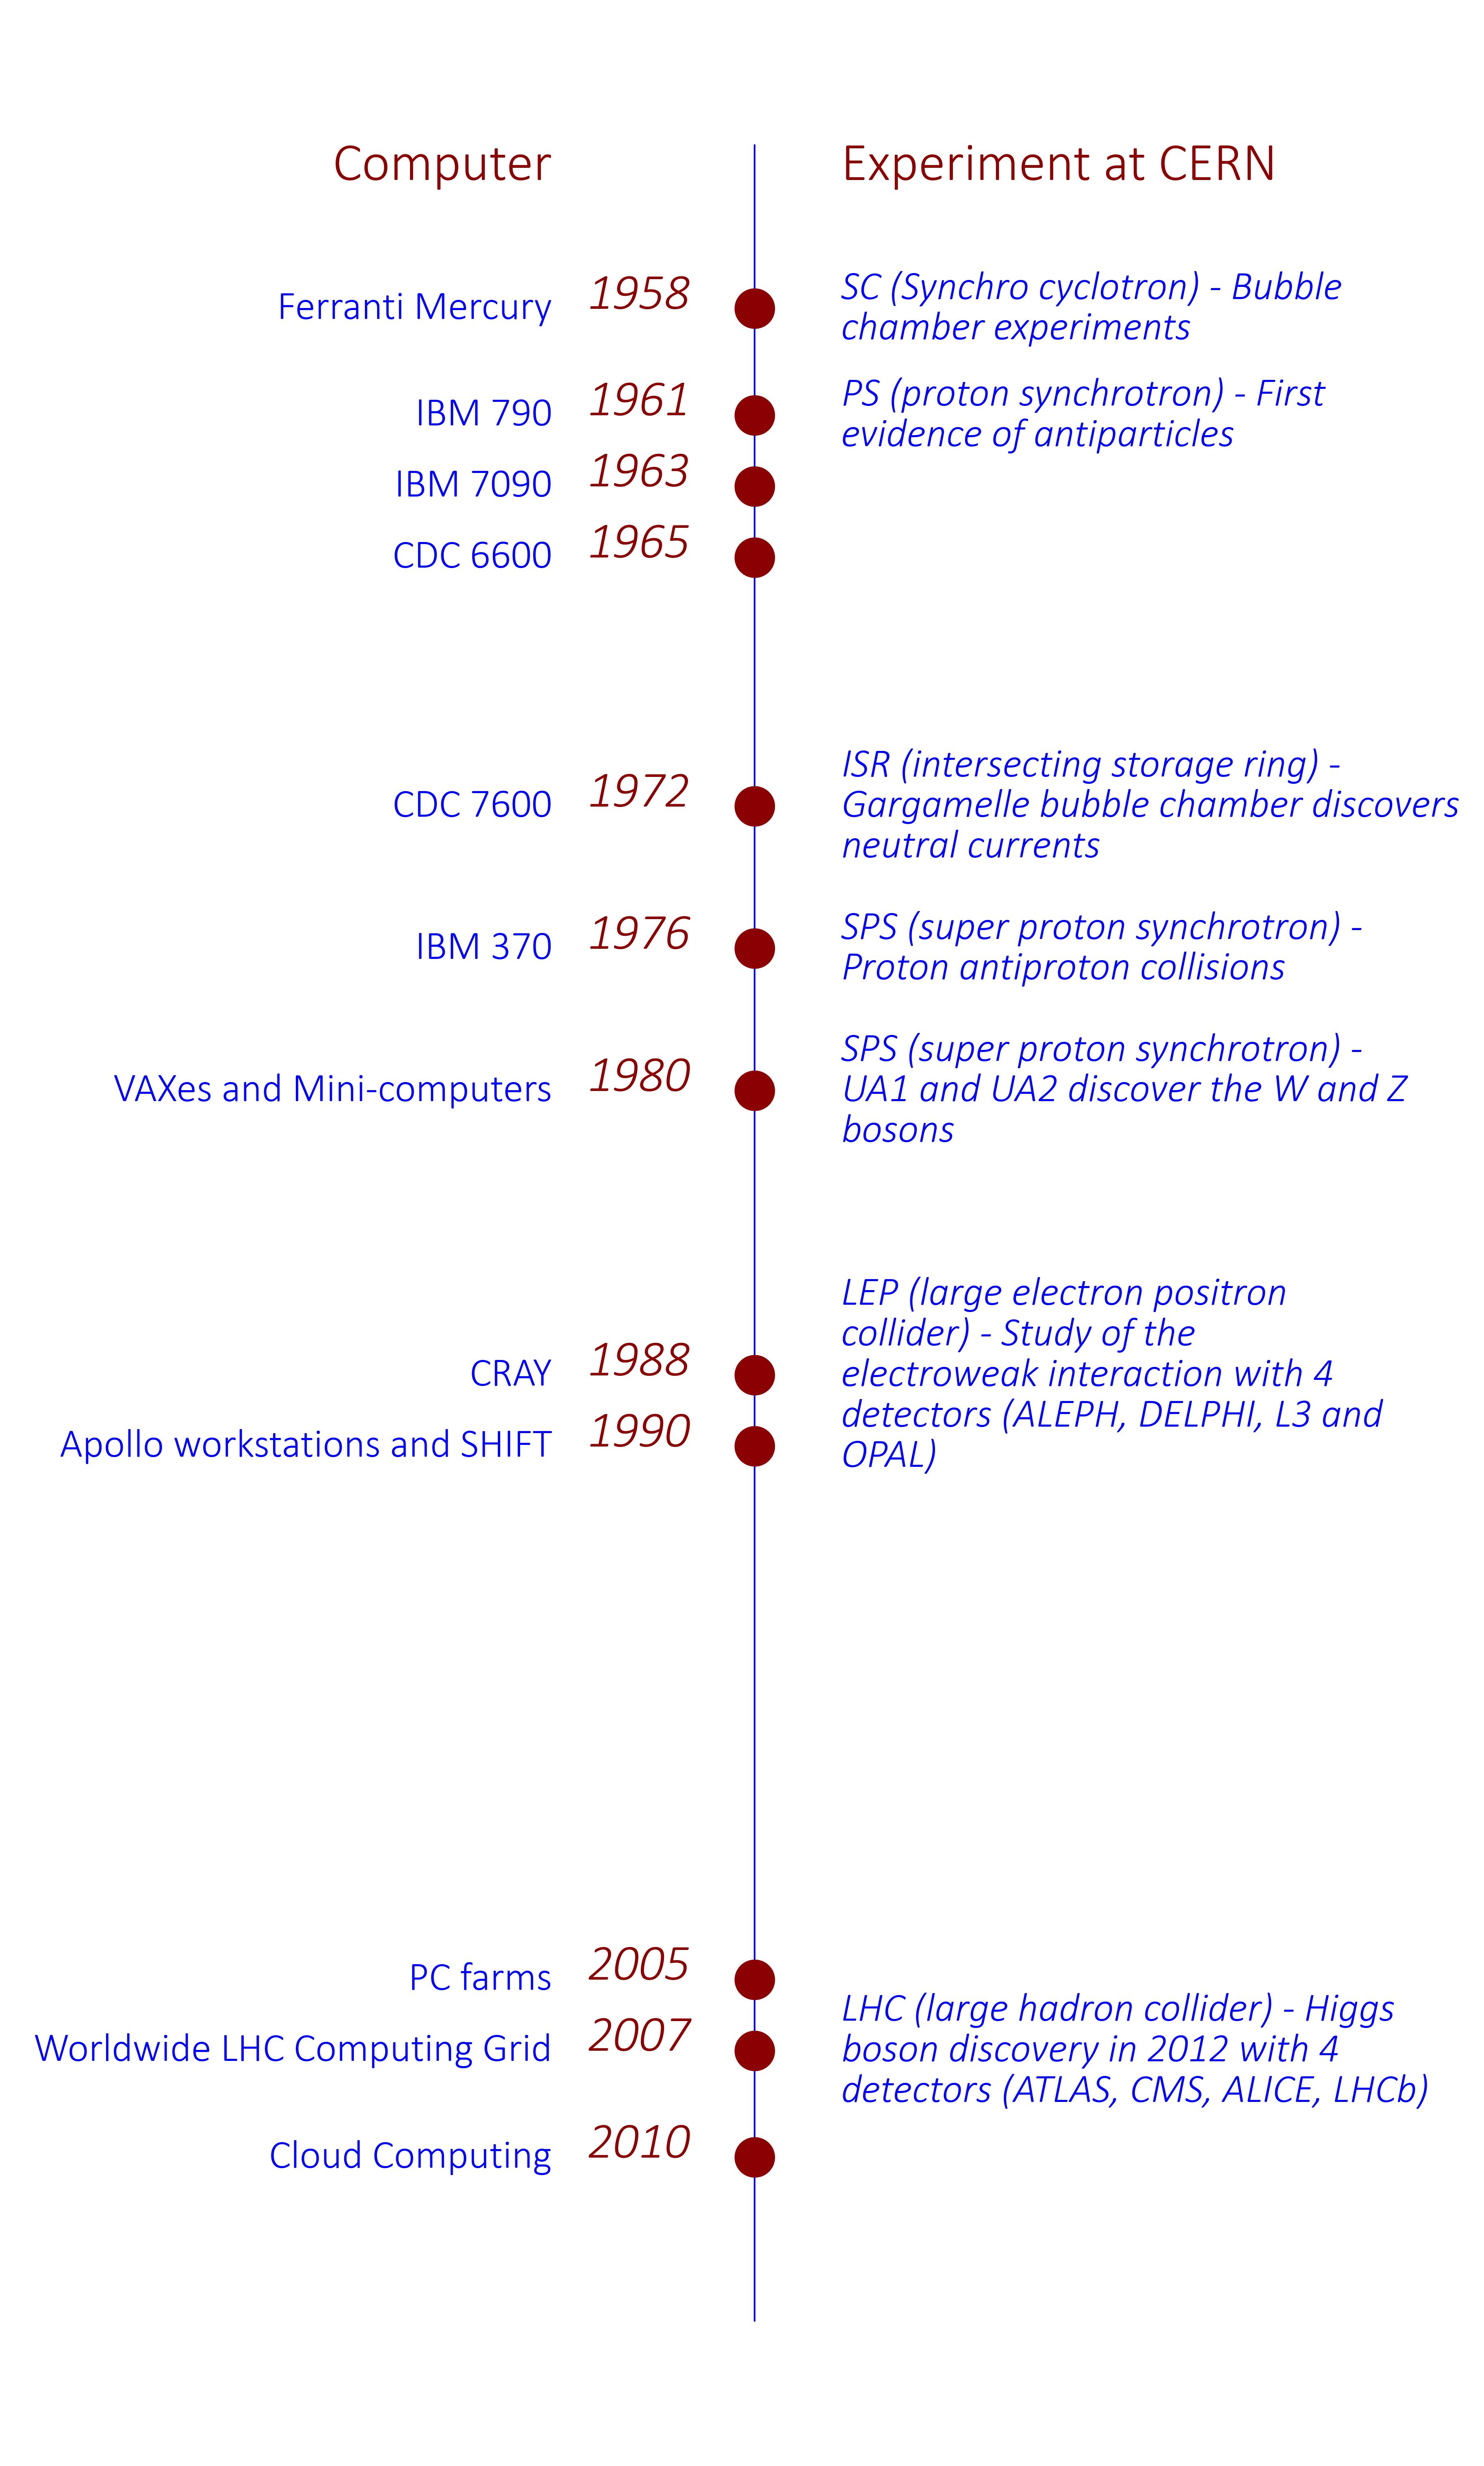 Computer
Experiment at CERN
Ferranti Mercury
1958
SC (Synchro cyclotron) - Bubble
chamber experiments
IBM 790
1961
PS (proton synchrotron) - First
evidence of antiparticles
IBM 7090
1963
CDC 6600
1965
CDC 7600
1972
ISR (intersecting storage ring) -
Gargamelle bubble chamber discovers
neutral currents
IBM 370
1976
SPS (super proton synchrotron) -
Proton antiproton collisions
VAXes and Mini-computers
1980
SPS (super proton synchrotron) -
UA1 and UA2 discover the W and Z
bosons
CRAY
1988
LEP (large electron positron
collider) - Study of the
electroweak interaction with 4
detectors (ALEPH, DELPHI, L3 and
OPAL)
Apollo workstations and SHIFT
1990
PC farms
2005
Worldwide LHC Computing Grid
2007
LHC (large hadron collider) - Higgs
boson discovery in 2012 with 4
detectors (ATLAS, CMS, ALICE, LHCb)
Cloud Computing
2010